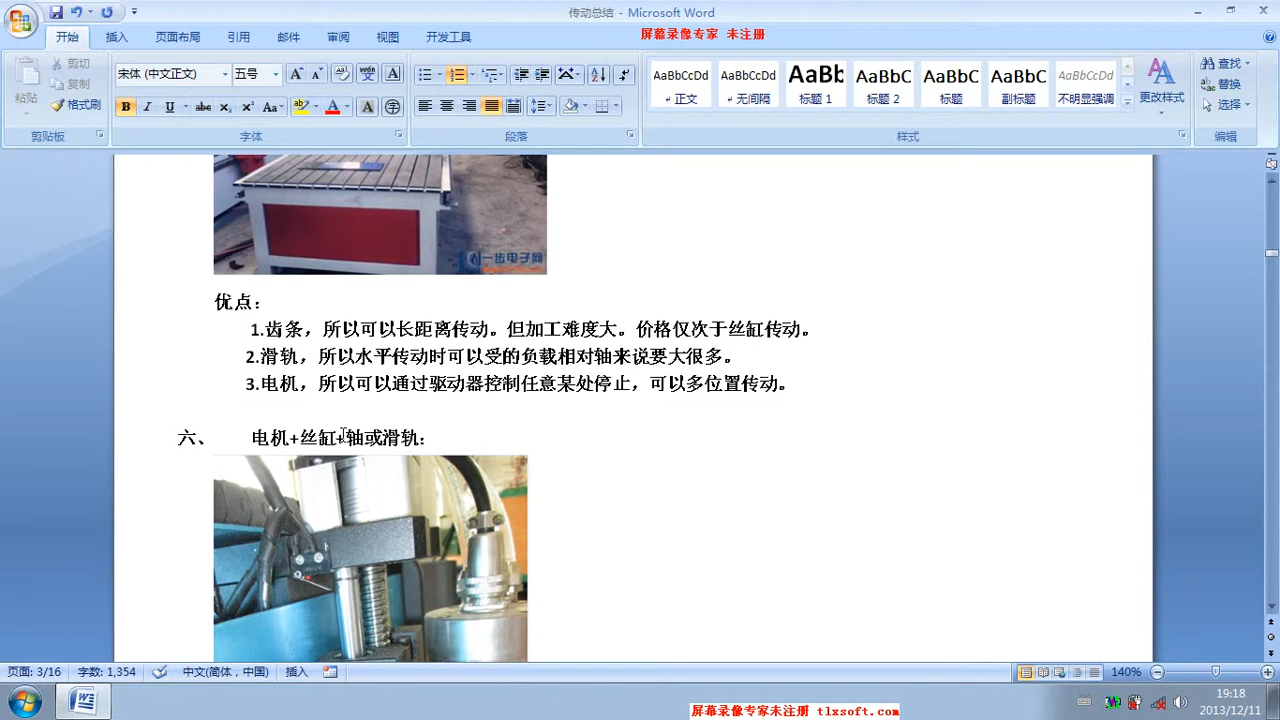 传动总结 - Microsoft Word
屏幕录像专家 未注册
开始 插入 页面布局 引用 邮件 审阅 视图 开发工具
剪切
复制
粘贴
格式刷
宋体 (中文正文) 五号
AaBbCcDd AaBbCcDd AaBb AaBbC AaBbC AaBbC AaBbCcDd
正文 无间隔 标题 1 标题 2 标题 副标题 不明显强调
更改样式
查找
替换
选择
剪贴板 字体 段落 样式 编辑
一步电子网
优点：
1.齿条，所以可以长距离传动。但加工难度大。价格仅次于丝缸传动。
2.滑轨，所以水平传动时可以受的负载相对轴来说要大很多。
3.电机，所以可以通过驱动器控制任意某处停止，可以多位置传动。
六、 电机+丝缸+轴或滑轨：
页面: 3/16 字数: 1,354 中文(简体，中国) 插入 140%
19:18
2013/12/11
屏幕录像专家未注册 tlxsoft.com